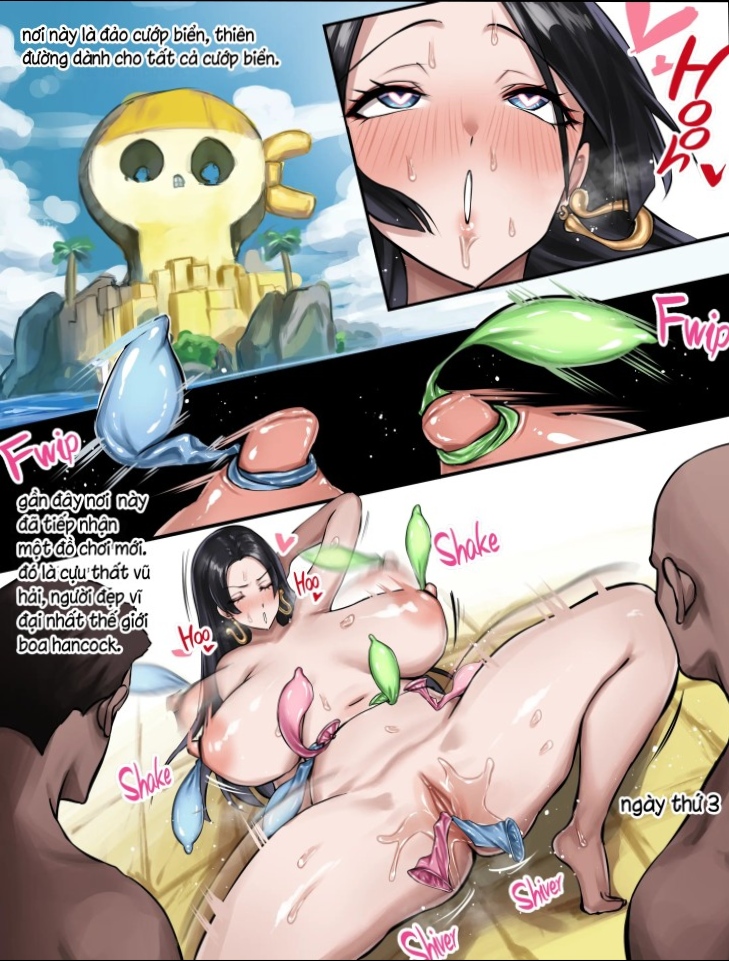 nơi này là đảo cướp biển, thiên
đường dành cho tất cả cướp biển.
Hooh
Fwip
Fwip
gần đây nơi này
đã tiếp nhận
một đồ chơi mới.
đó là cựu thất vũ
hải, người đẹp vĩ
đại nhất thế giới
boa hancock.
Shake
Hoo
Hoo
Shake
ngày thứ 3
Shiver
Shiver